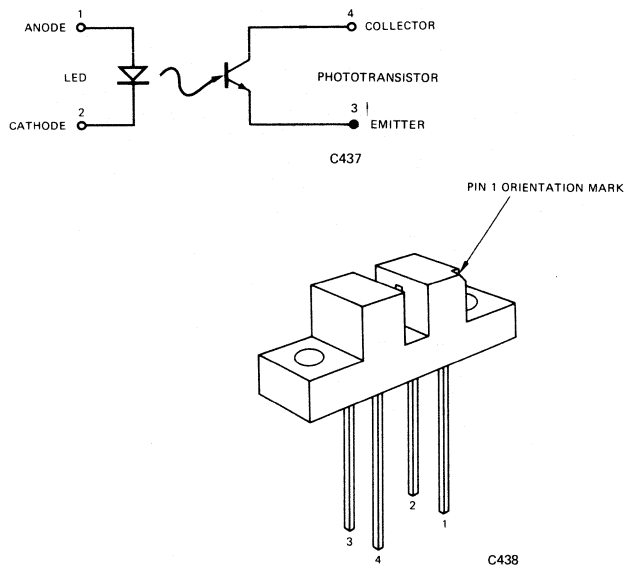 1
ANODE
4
COLLECTOR
LED
PHOTOTRANSISTOR
2
CATHODE
3
EMITTER
C437
PIN 1 ORIENTATION MARK
2
1
3
4
C438